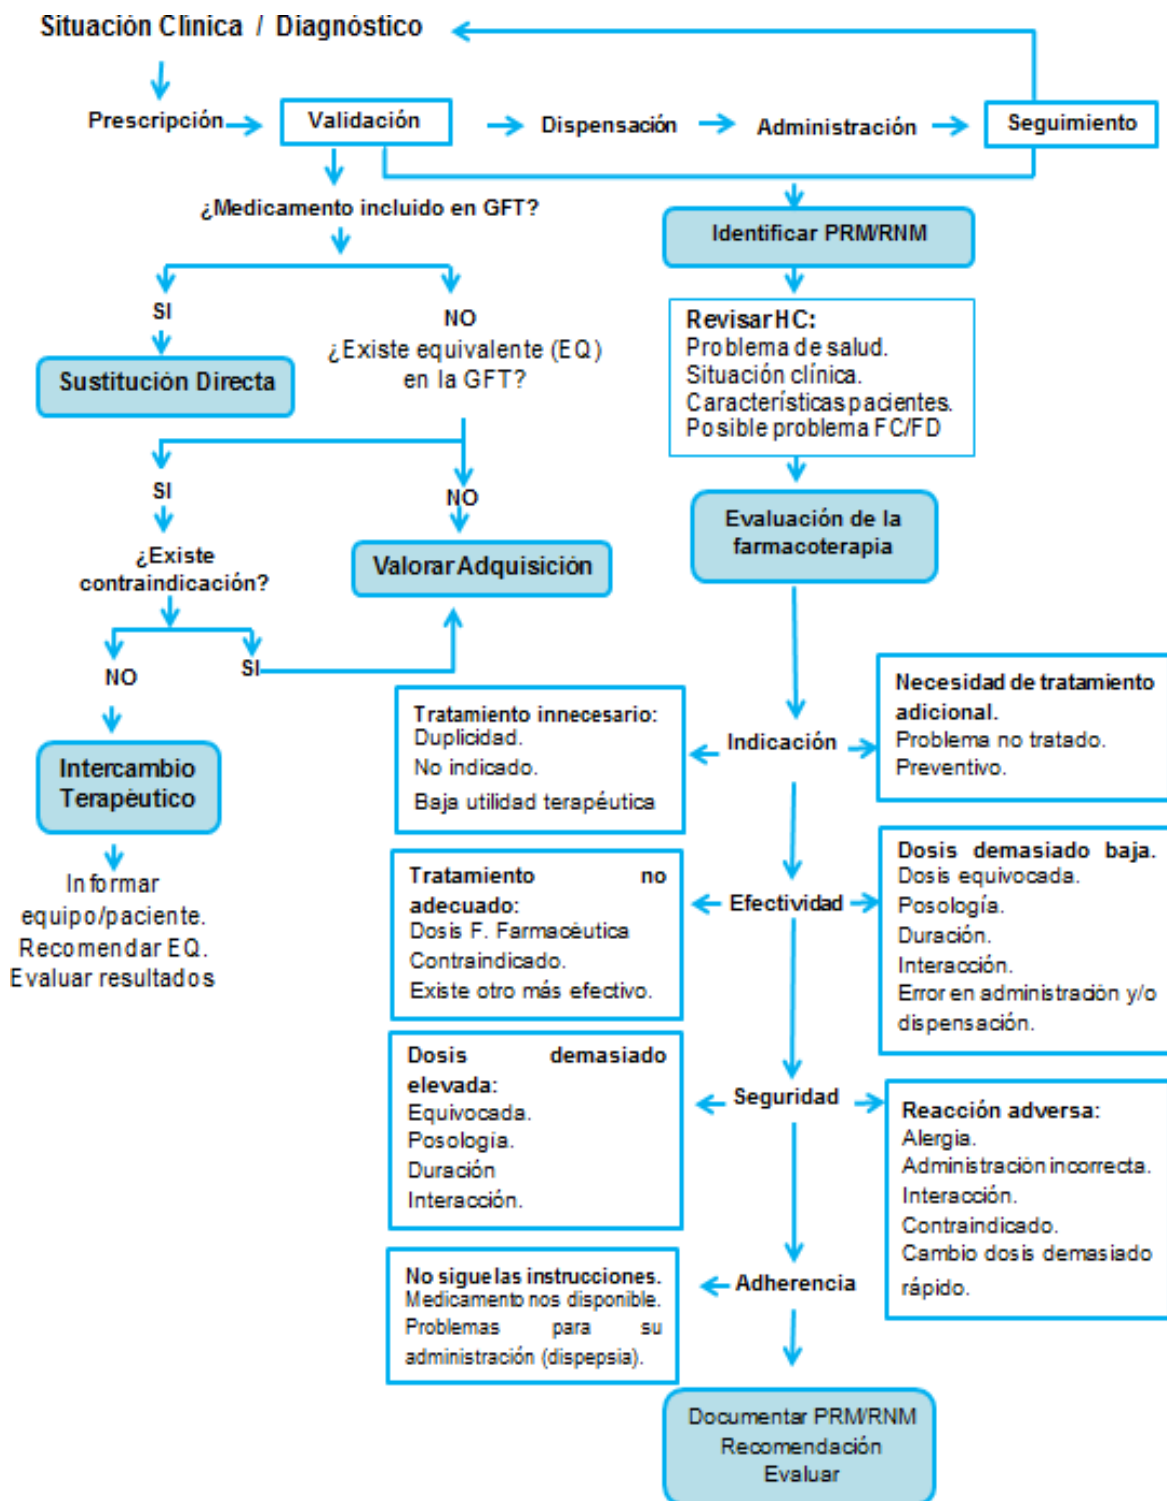 Situación Clínica / Diagnóstico
Prescripción
Validación
Dispensación
Administración
Seguimiento
¿Medicamento incluido en GFT?
SI
Sustitución Directa
NO
¿Existe equivalente (EQ)
en la GFT?
SI
¿Existe
contraindicación?
NO
Valorar Adquisición
NO
SI
Intercambio
Terapéutico
Informar
equipo/paciente.
Recomendar EQ.
Evaluar resultados
Identificar PRM/RNM
Revisar HC:
Problema de salud.
Situación clínica.
Características pacientes.
Posible problema FC/FD
Evaluación de la
farmacoterapia
Indicación
Tratamiento innecesario:
Duplicidad.
No indicado.
Baja utilidad terapéutica
Necesidad de tratamiento
adicional.
Problema no tratado.
Preventivo.
Efectividad
Tratamiento no
adecuado:
Dosis F. Farmacéutica
Contraindicado.
Existe otro más efectivo.
Dosis demasiado baja.
Dosis equivocada.
Posología.
Duración.
Interacción.
Error en administración y/o
dispensación.
Seguridad
Dosis demasiado
elevada:
Equivocada.
Posología.
Duración
Interacción.
Reacción adversa:
Alergia.
Administración incorrecta.
Interacción.
Contraindicado.
Cambio dosis demasiado
rápido.
Adherencia
No sigue las instrucciones.
Medicamento nos disponible.
Problemas para su
administración (dispepsia).
Documentar PRM/RNM
Recomendación
Evaluar